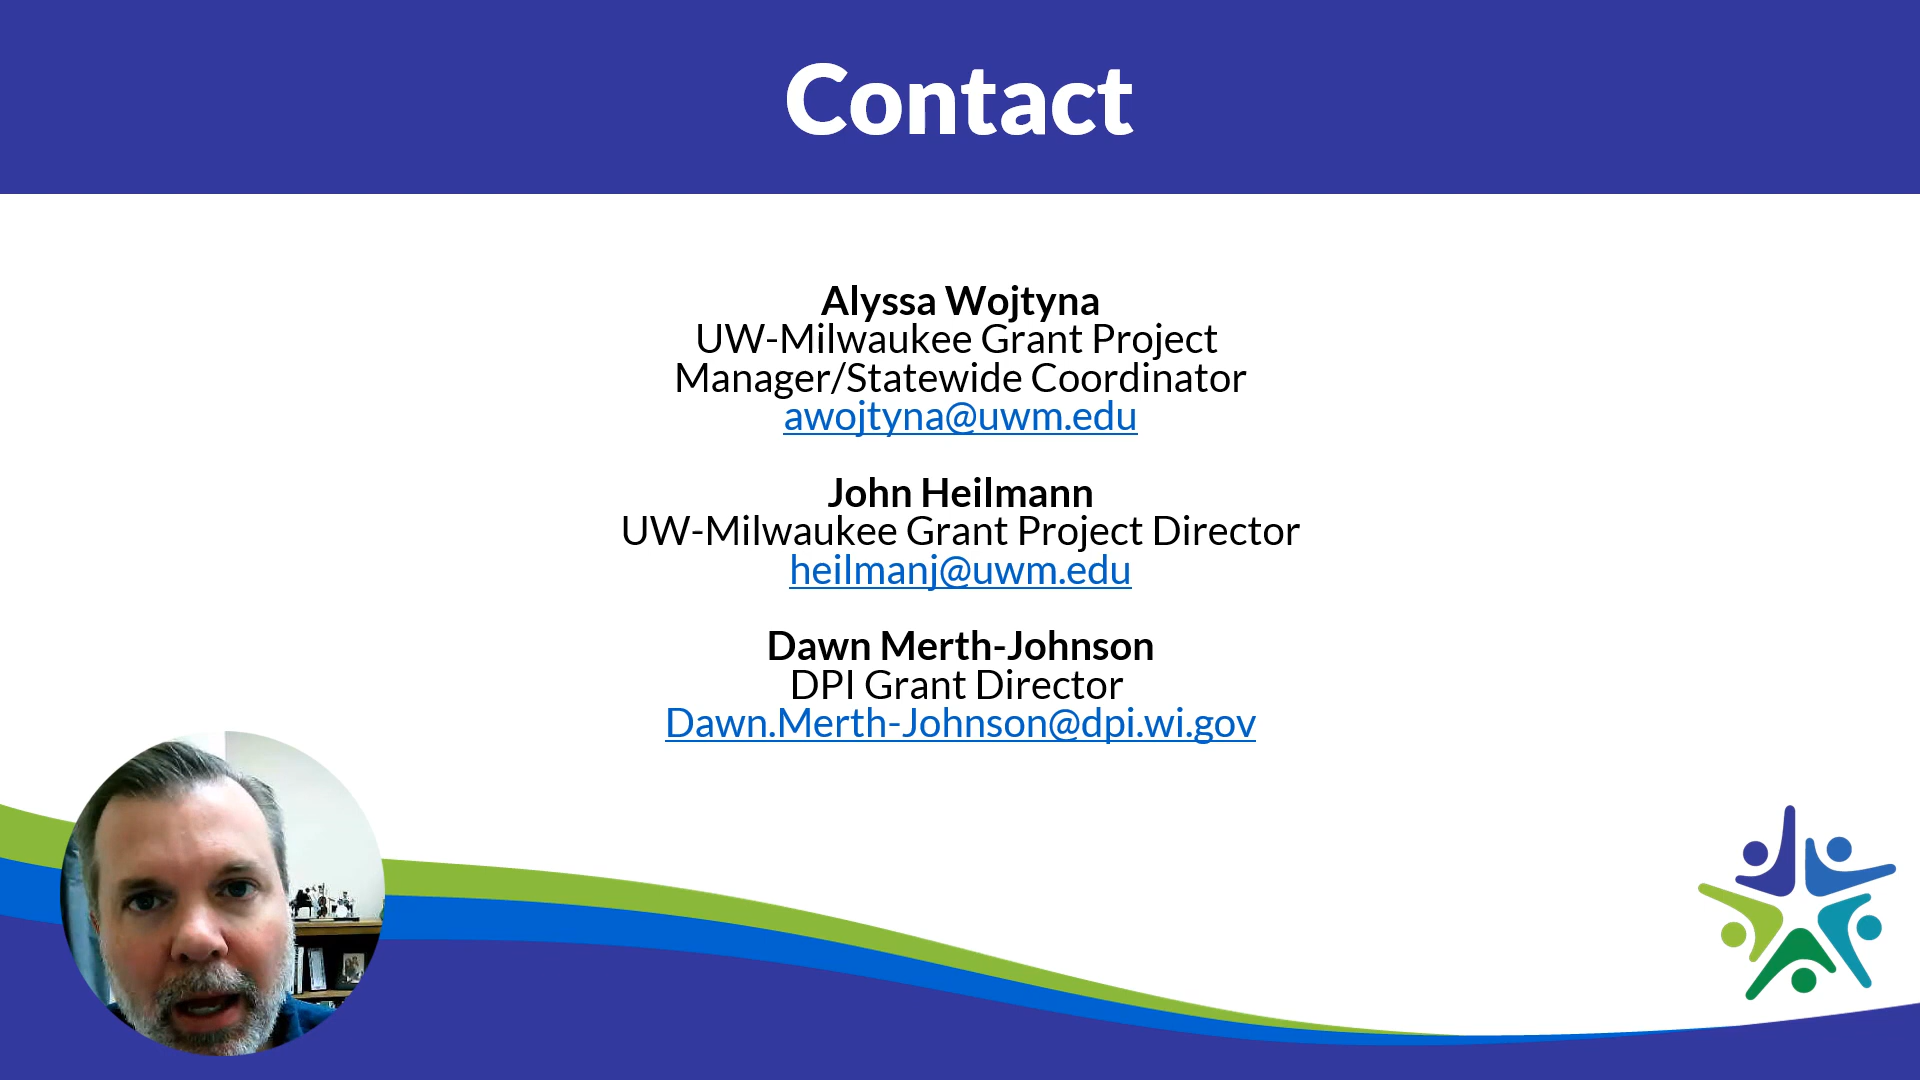 Contact
Alyssa Wojtyna
UW-Milwaukee Grant Project
Manager/Statewide Coordinator
awojtyna@uwm.edu
John Heilmann
UW-Milwaukee Grant Project Director
heilmanj@uwm.edu
Dawn Merth-Johnson
DPI Grant Director
Dawn.Merth-Johnson@dpi.wi.gov